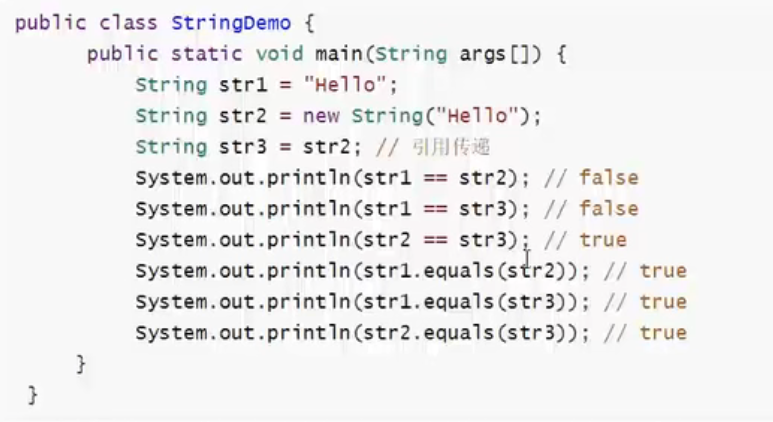 public class StringDemo {
public static void main(String args[]) {
String str1 = "Hello";
String str2 = new String("Hello");
String str3 = str2; // 引用传递
System.out.println(str1 == str2); // false
System.out.println(str1 == str3); // false
System.out.println(str2 == str3); // true
System.out.println(str1.equals(str2)); // true
System.out.println(str1.equals(str3)); // true
System.out.println(str2.equals(str3)); // true
}
}